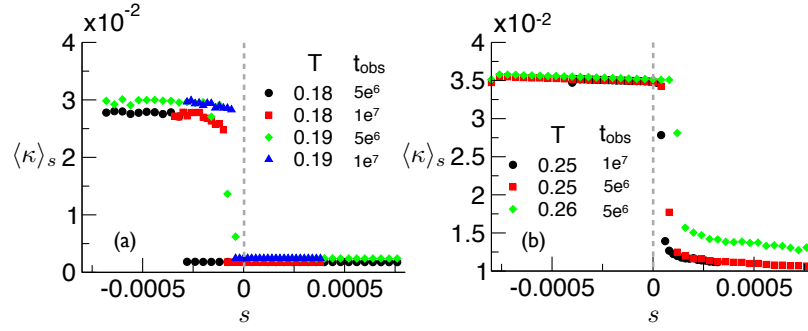 x10⁻²
4
3
2
1
0
⟨κ⟩ₛ
(a)
T t_obs
0.18 5e⁶
0.18 1e⁷
0.19 5e⁶
0.19 1e⁷
-0.0005 0 0.0005
s
x10⁻²
4
3.5
3
2.5
2
1.5
1
⟨κ⟩ₛ
T t_obs
0.25 1e⁷
0.25 5e⁶
0.26 5e⁶
(b)
-0.0005 0 0.0005
s